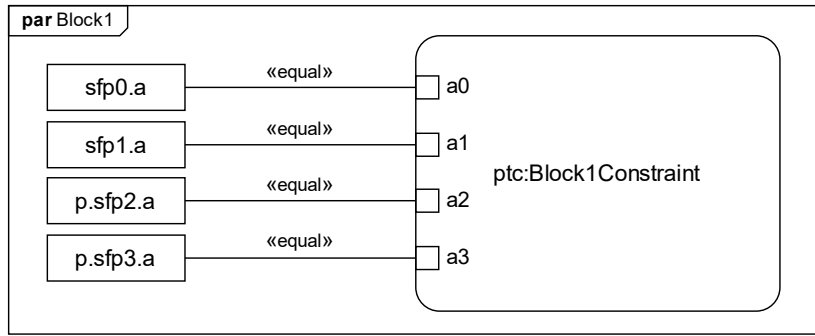 par Block1
sfp0.a
«equal»
a0
sfp1.a
«equal»
a1
ptc:Block1Constraint
p.sfp2.a
«equal»
a2
p.sfp3.a
«equal»
a3